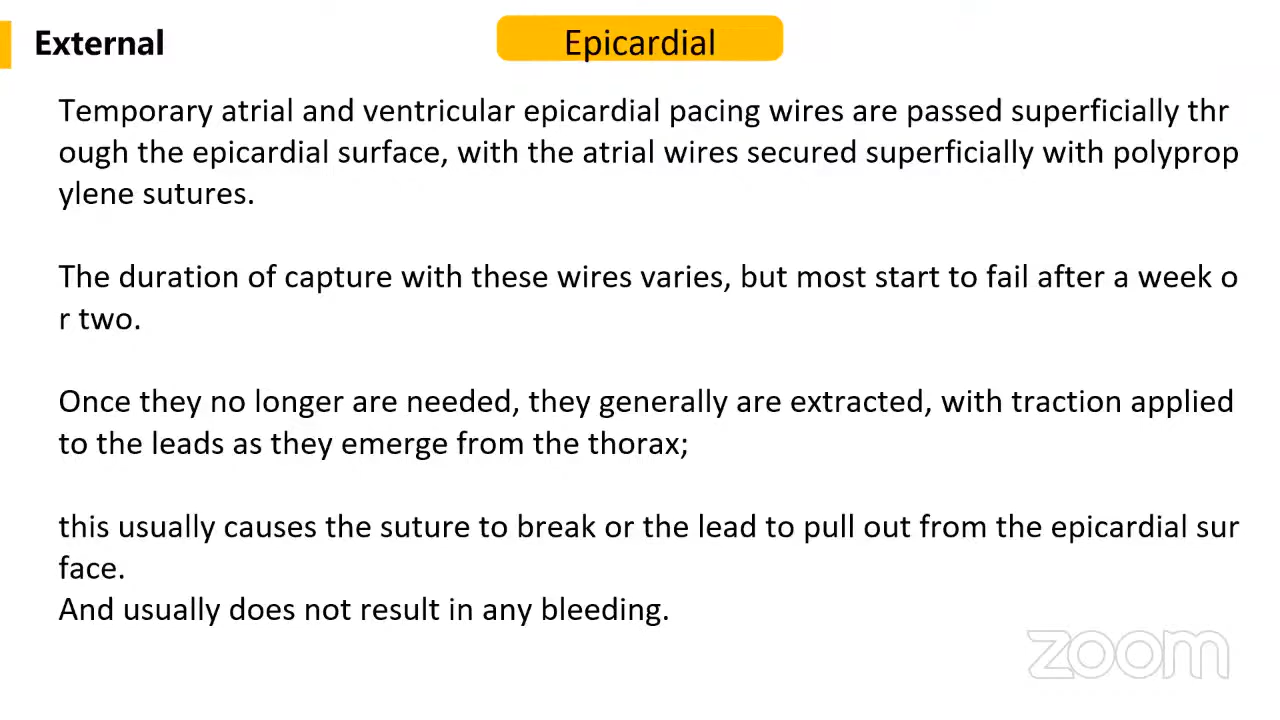 External
Epicardial
Temporary atrial and ventricular epicardial pacing wires are passed superficially thr
ough the epicardial surface, with the atrial wires secured superficially with polyprop
ylene sutures.
The duration of capture with these wires varies, but most start to fail after a week o
r two.
Once they no longer are needed, they generally are extracted, with traction applied
to the leads as they emerge from the thorax;
this usually causes the suture to break or the lead to pull out from the epicardial sur
face.
And usually does not result in any bleeding.
zoom